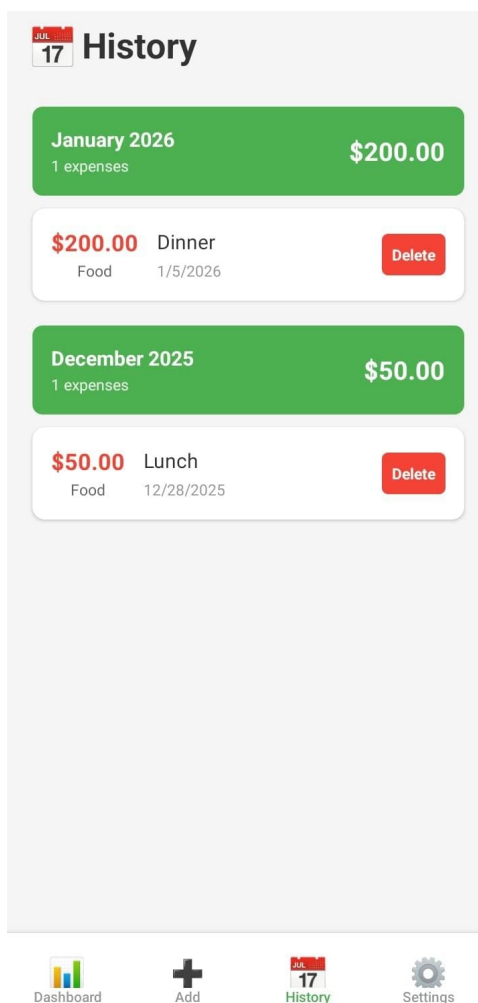 JUL
17
History
January 2026
1 expenses
$200.00
$200.00
Dinner
Food
1/5/2026
Delete
December 2025
1 expenses
$50.00
$50.00
Lunch
Food
12/28/2025
Delete
Dashboard
Add
JUL
17
History
Settings